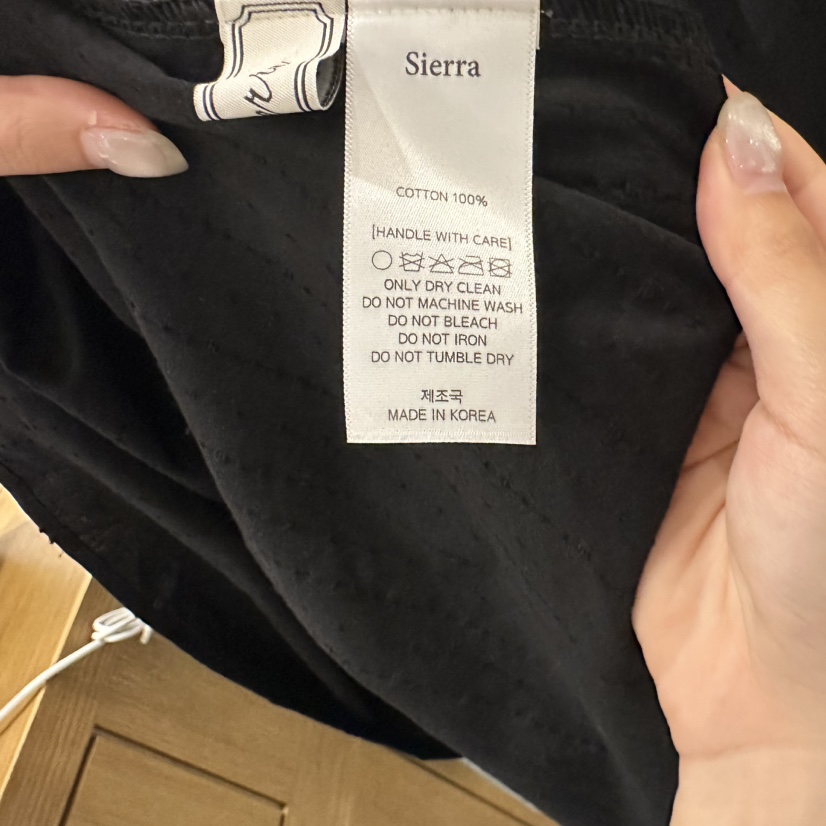 Sierra
COTTON 100%
[HANDLE WITH CARE]
ONLY DRY CLEAN
DO NOT MACHINE WASH
DO NOT BLEACH
DO NOT IRON
DO NOT TUMBLE DRY
제조국
MADE IN KOREA